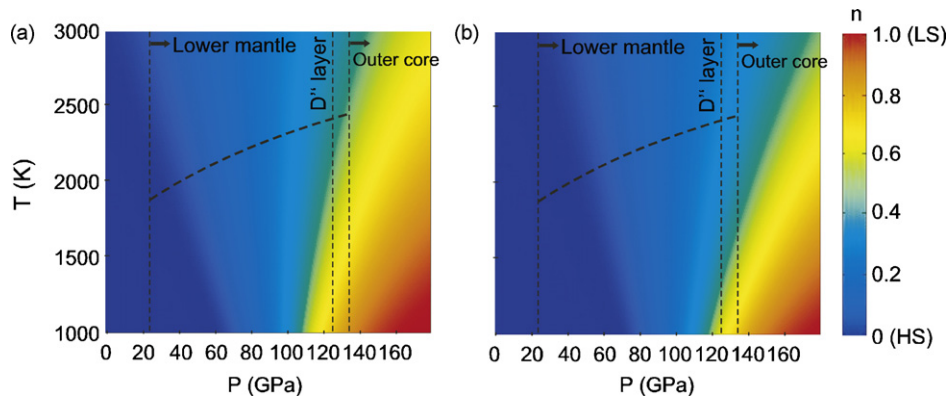 (a)
3000
2500
2000
1500
1000
T (K)
Lower mantle
D" layer
Outer core
0 20 40 60 80 100 120 140 160
P (GPa)
(b)
Lower mantle
D" layer
Outer core
0 20 40 60 80 100 120 140 160
P (GPa)
n
1.0 (LS)
0.8
0.6
0.4
0.2
0 (HS)